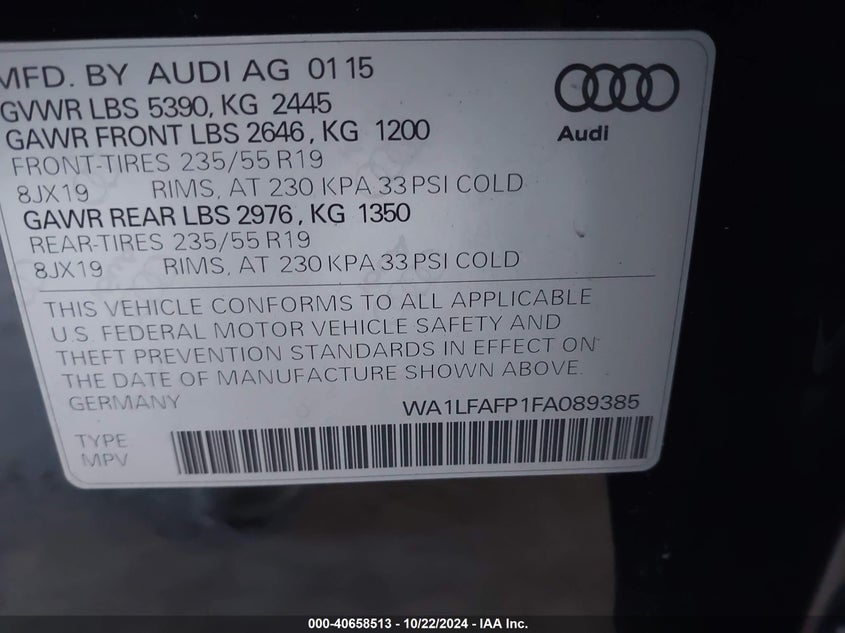 MFD. BY AUDI AG 01 15
GVWR LBS 5390, KG 2445
GAWR FRONT LBS 2646, KG 1200
FRONT-TIRES 235/55 R19
8JX19 RIMS, AT 230 KPA 33 PSI COLD
GAWR REAR LBS 2976, KG 1350
REAR-TIRES 235/55 R19
8JX19 RIMS, AT 230 KPA 33 PSI COLD
Audi
THIS VEHICLE CONFORMS TO ALL APPLICABLE
U.S. FEDERAL MOTOR VEHICLE SAFETY AND
THEFT PREVENTION STANDARDS IN EFFECT ON
THE DATE OF MANUFACTURE SHOWN ABOVE.
GERMANY WA1LFAFP1FA089385
TYPE
MPV
000-40658513 - 10/22/2024 - IAA Inc.